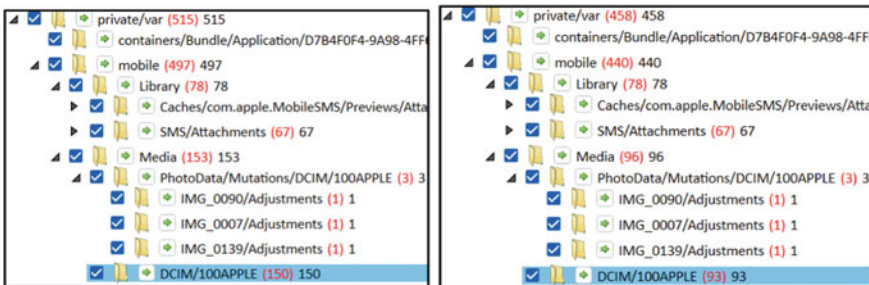 private/var (515) 515
containers/Bundle/Application/D7B4F0F4-9A98-4FF
mobile (497) 497
Library (78) 78
Caches/com.apple.MobileSMS/Previews/Atta
SMS/Attachments (67) 67
Media (153) 153
PhotoData/Mutations/DCIM/100APPLE (3) 3
IMG_0090/Adjustments (1) 1
IMG_0007/Adjustments (1) 1
IMG_0139/Adjustments (1) 1
DCIM/100APPLE (150) 150
private/var (458) 458
containers/Bundle/Application/D7B4F0F4-9A98-4FF
mobile (440) 440
Library (78) 78
Caches/com.apple.MobileSMS/Previews/Atta
SMS/Attachments (67) 67
Media (96) 96
PhotoData/Mutations/DCIM/100APPLE (3) 3
IMG_0090/Adjustments (1) 1
IMG_0007/Adjustments (1) 1
IMG_0139/Adjustments (1) 1
DCIM/100APPLE (93) 93